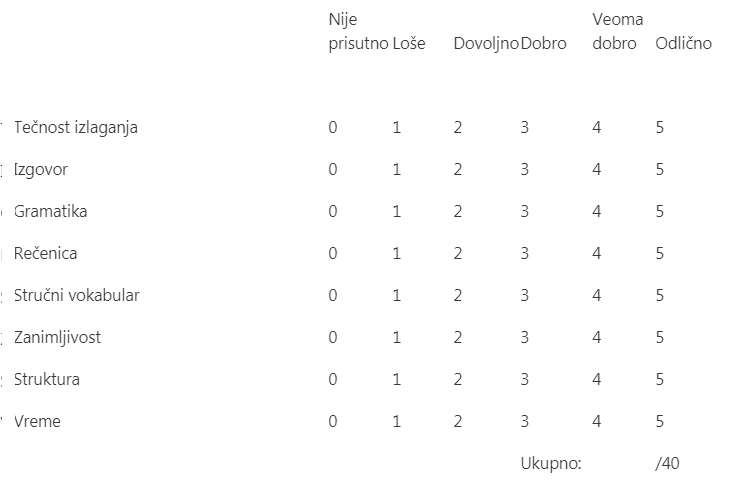 Nije Veoma
prisutno Loše Dovoljno Dobro dobro Odlično
Tečnost izlaganja 0 1 2 3 4 5
Izgovor 0 1 2 3 4 5
Gramatika 0 1 2 3 4 5
Rečenica 0 1 2 3 4 5
Stručni vokabular 0 1 2 3 4 5
Zanimljivost 0 1 2 3 4 5
Struktura 0 1 2 3 4 5
Vreme 0 1 2 3 4 5
Ukupno: /40